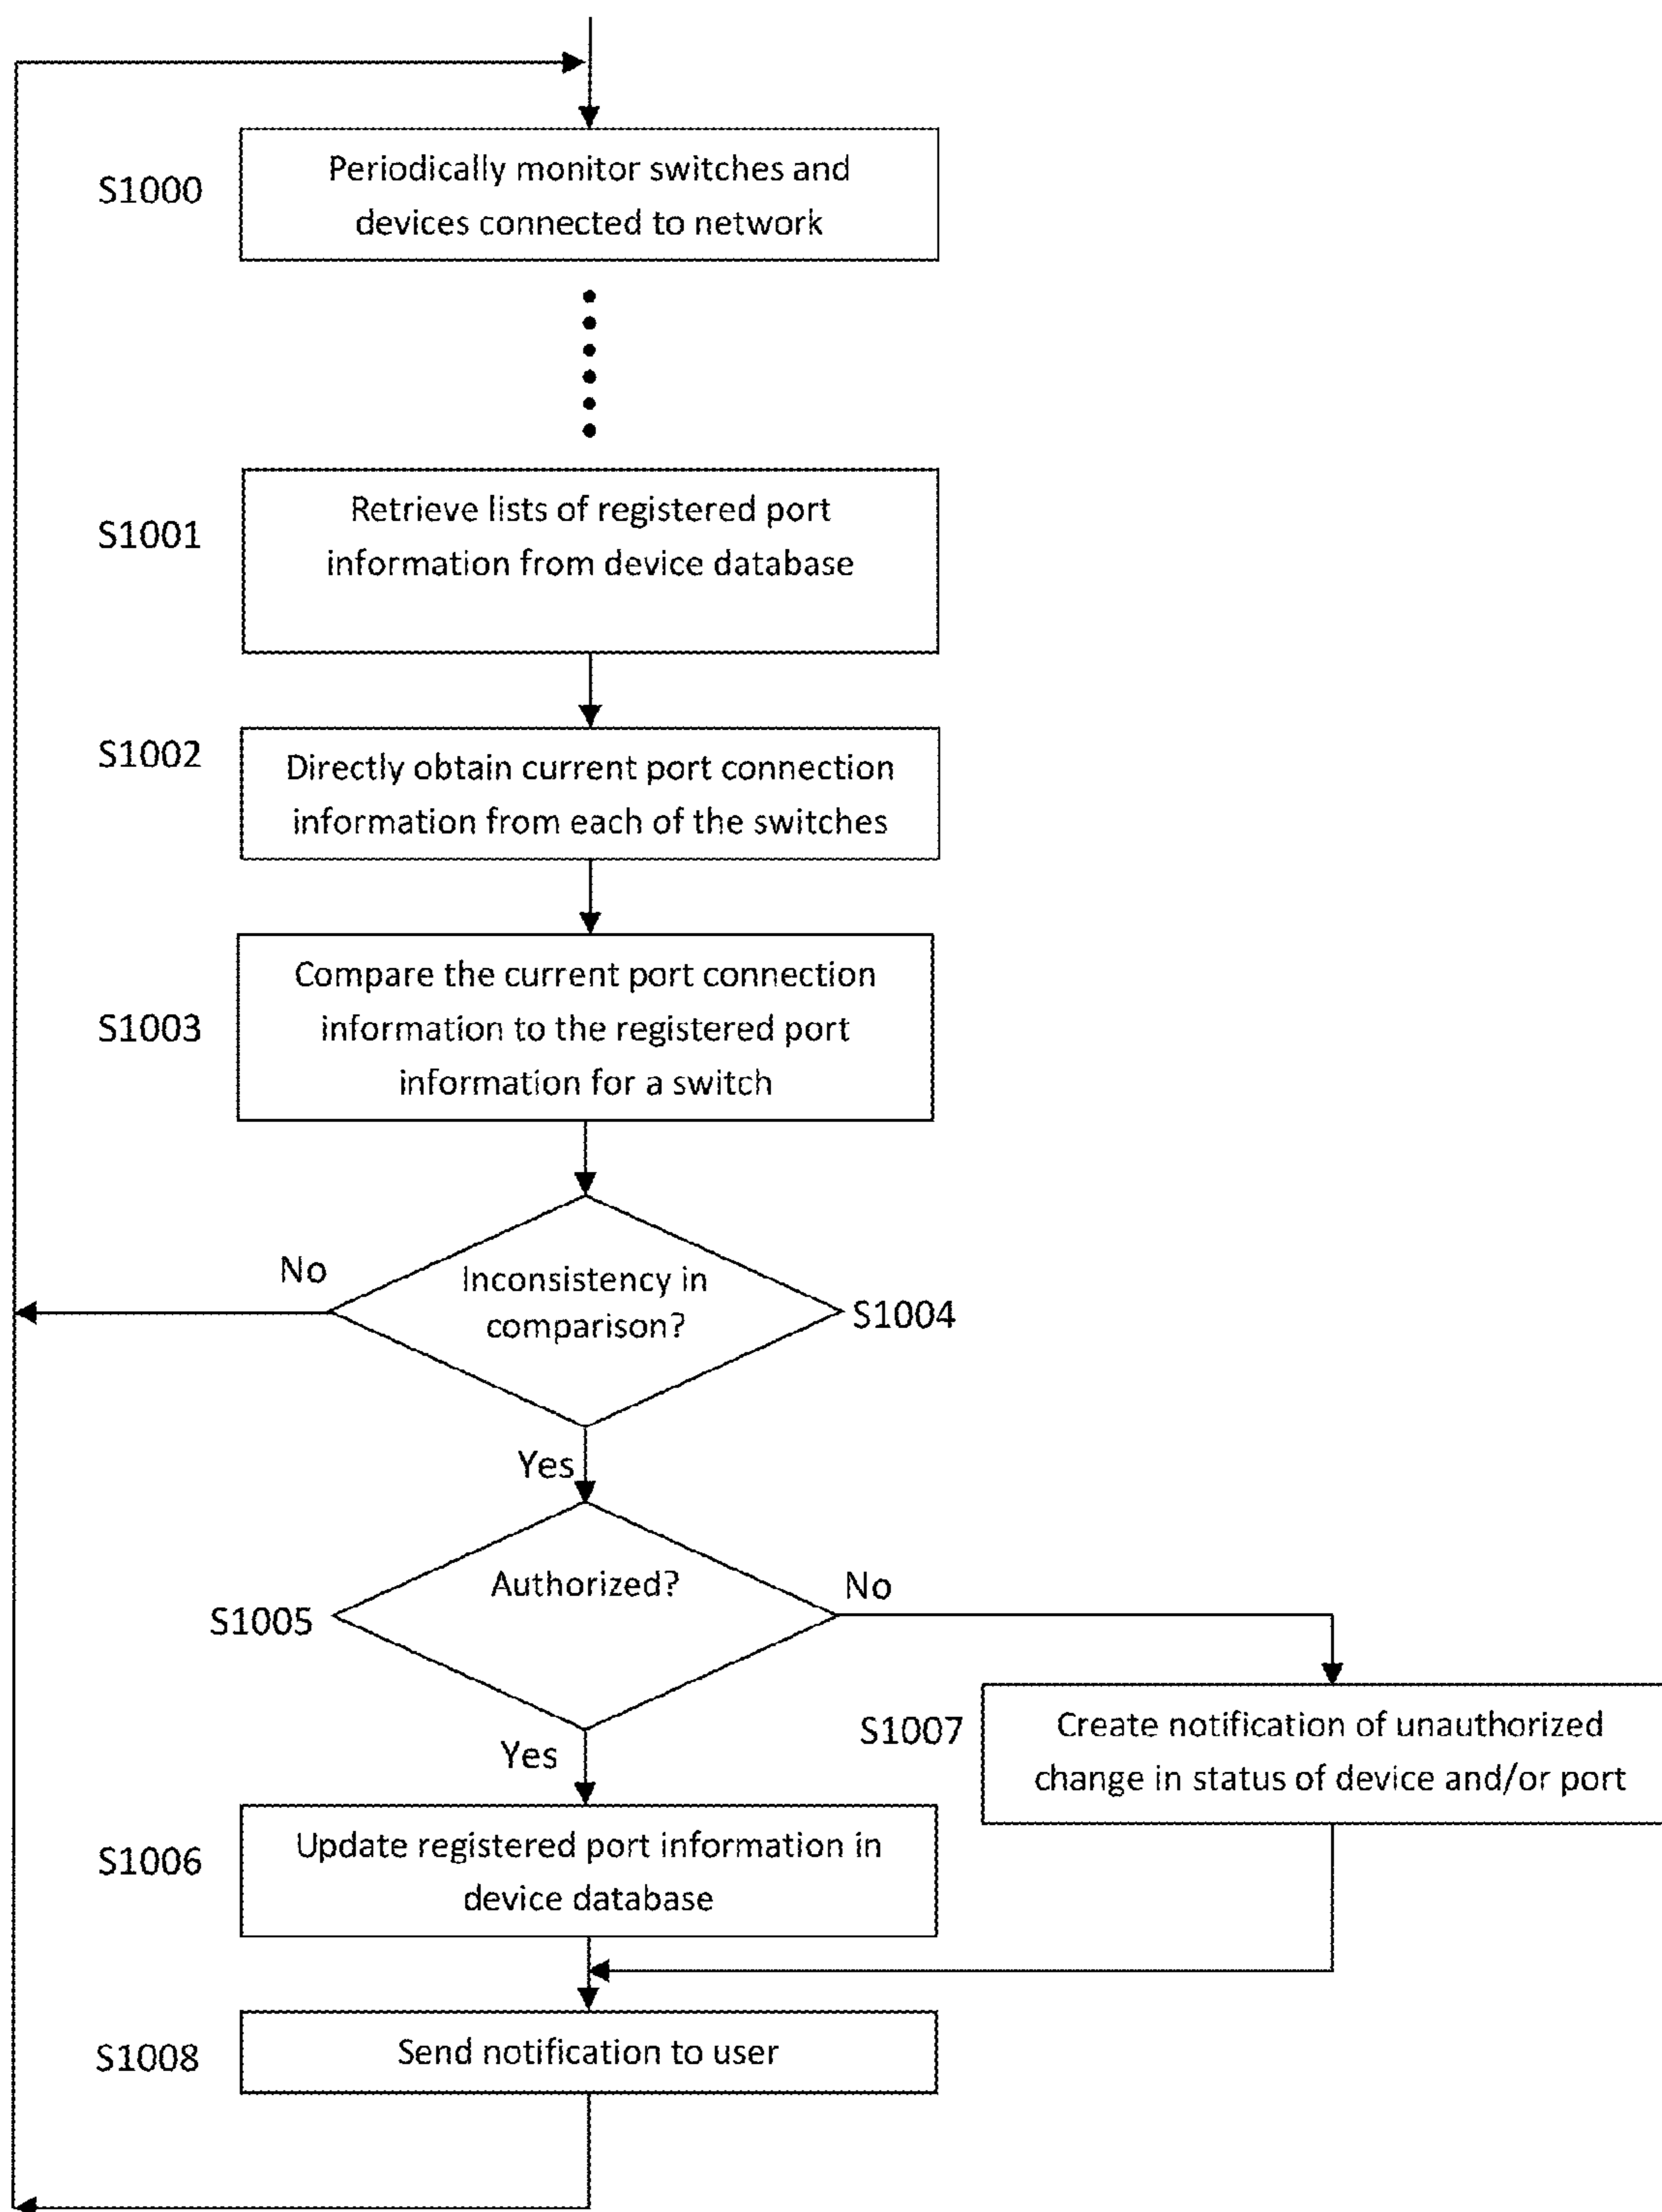 S1000
Periodically monitor switches and
devices connected to network
S1001
Retrieve lists of registered port
information from device database
S1002
Directly obtain current port connection
information from each of the switches
S1003
Compare the current port connection
information to the registered port
information for a switch
No
Inconsistency in
comparison?
S1004
Yes
S1005
Authorized?
No
Yes
S1007
Create notification of unauthorized
change in status of device and/or port
S1006
Update registered port information in
device database
S1008
Send notification to user